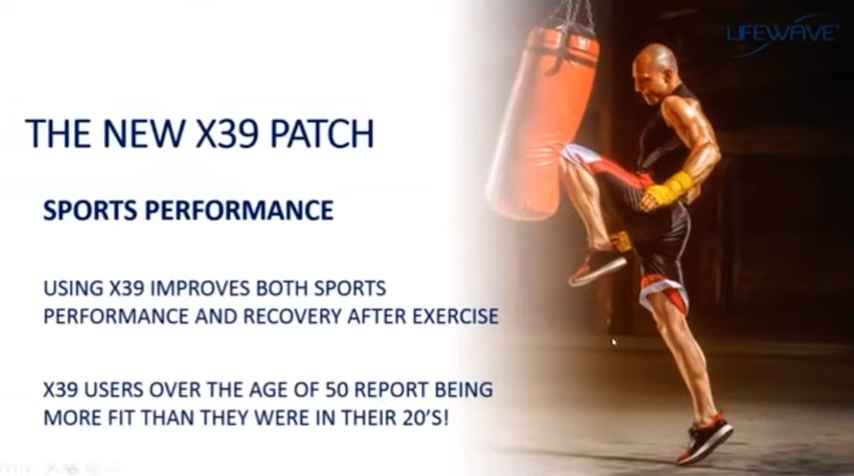 LIFEWAVE
THE NEW X39 PATCH
SPORTS PERFORMANCE
USING X39 IMPROVES BOTH SPORTS
PERFORMANCE AND RECOVERY AFTER EXERCISE
X39 USERS OVER THE AGE OF 50 REPORT BEING
MORE FIT THAN THEY WERE IN THEIR 20'S!